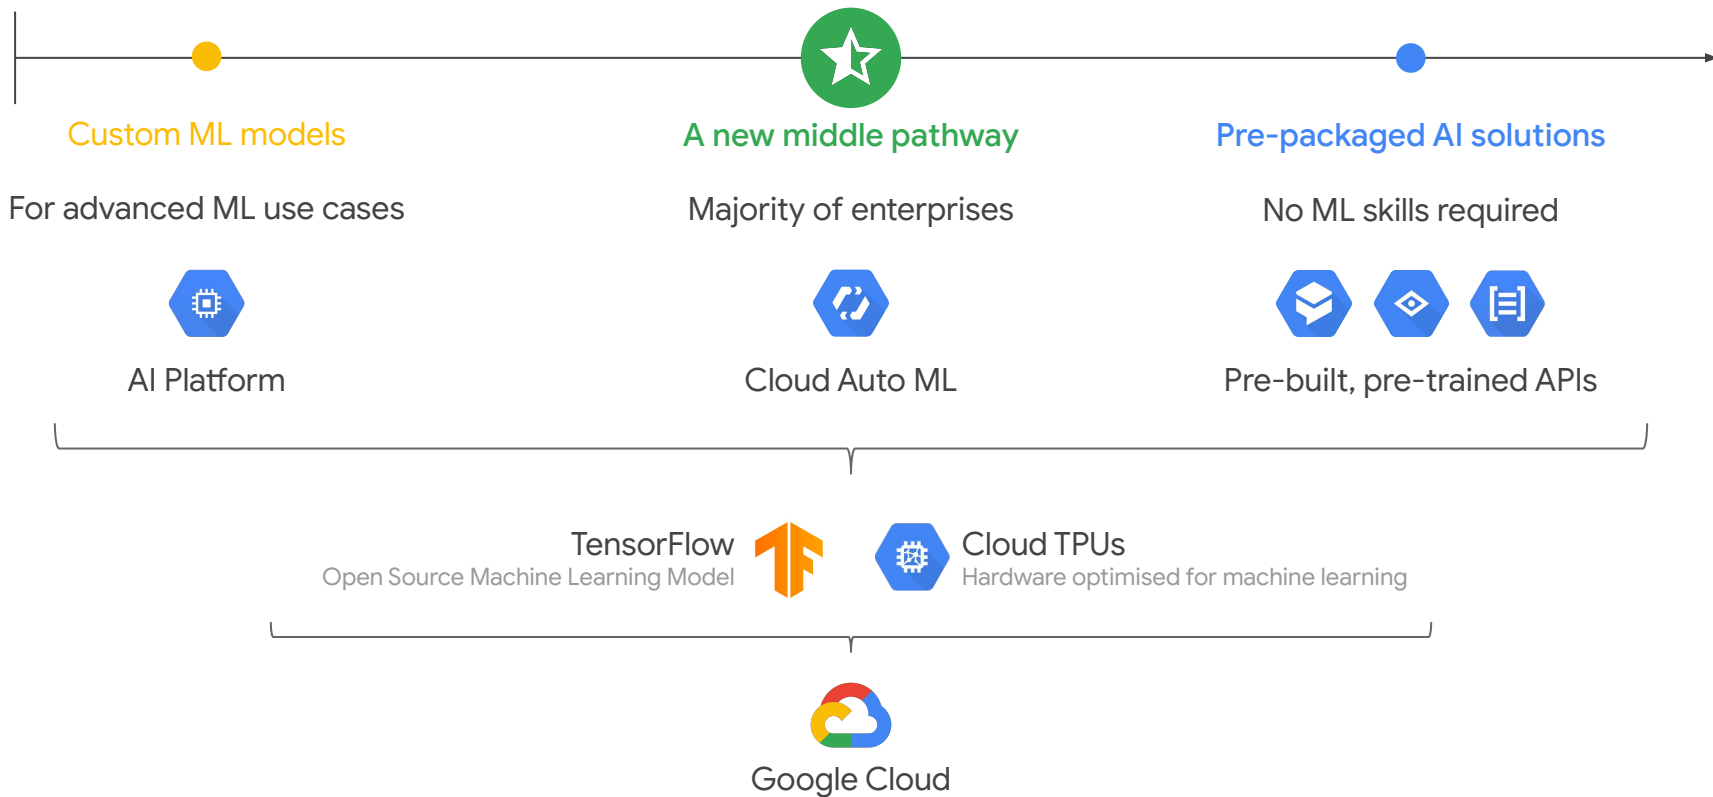 Custom ML models
A new middle pathway
Pre-packaged AI solutions
For advanced ML use cases
Majority of enterprises
No ML skills required
AI Platform
Cloud Auto ML
Pre-built, pre-trained APIs
TensorFlow
Open Source Machine Learning Model
Cloud TPUs
Hardware optimised for machine learning
Google Cloud